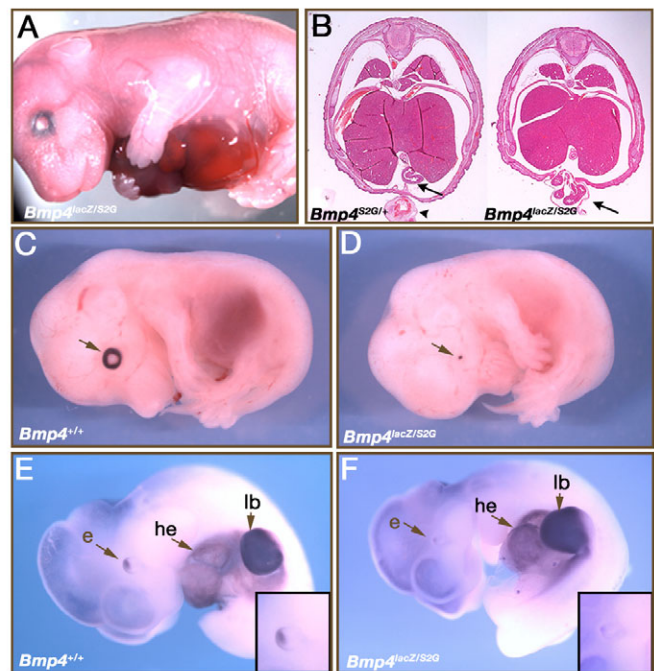 A
Bmp4lacZ/S2G
B
Bmp4S2G/+
Bmp4lacZ/S2G
C
Bmp4+/+
D
Bmp4lacZ/S2G
E
e
he
lb
Bmp4+/+
F
e
he
lb
Bmp4lacZ/S2G